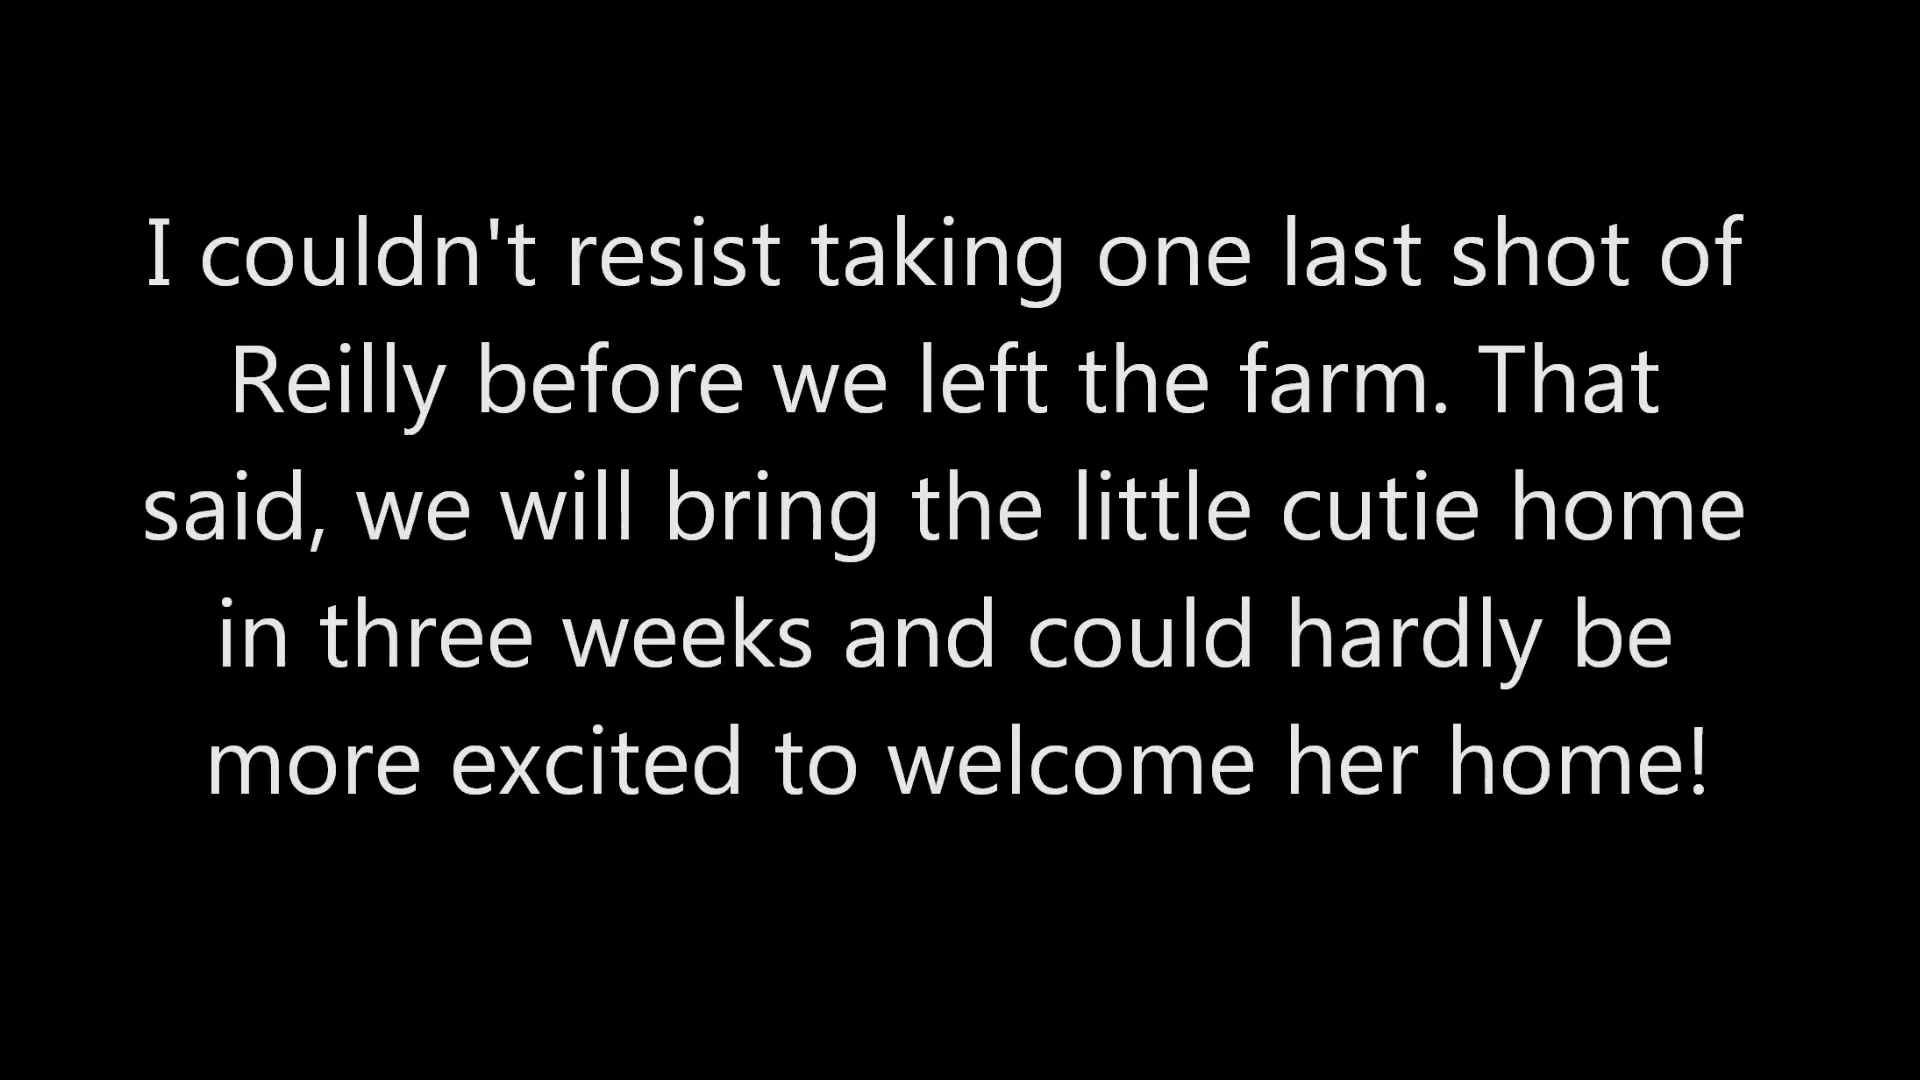 I couldn't resist taking one last shot of
Reilly before we left the farm. That
said, we will bring the little cutie home
in three weeks and could hardly be
more excited to welcome her home!